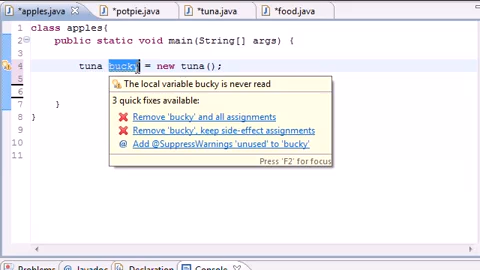 *apples.java *potpie.java *tuna.java *food.java
1 class apples{
2 public static void main(String[] args) {
3
4 tuna bucky = new tuna();
5
6
7 }
8 }
9
10
11
The local variable bucky is never read
3 quick fixes available:
Remove 'bucky' and all assignments
Remove 'bucky', keep side-effect assignments
@ Add @SuppressWarnings 'unused' to 'bucky'
Press 'F2' for focus
Problems @ Javadoc Declaration Console